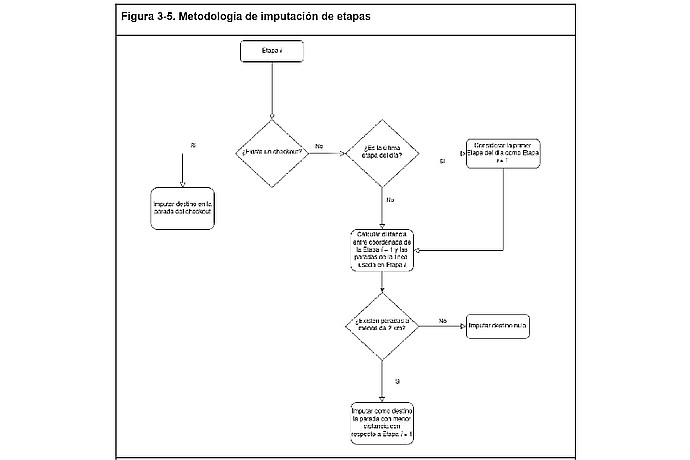 Figura 3-5. Metodología de imputación de etapas
Etapa i
¿Existe un checkout?
No
¿Es la última
etapa del día?
Si
Considerar la primer
Etapa del día como Etapa
i + 1
Si
Imputar destino en la
parada del checkout
No
Calcular distancia
entre coordenada de
la Etapa i + 1 y las
paradas de la línea
usada en Etapa i
¿Existen paradas a
menos de 2 km?
No
Imputar destino nulo
Si
Imputar como destino
la parada con menor
distancia con
respecto a Etapa i + 1